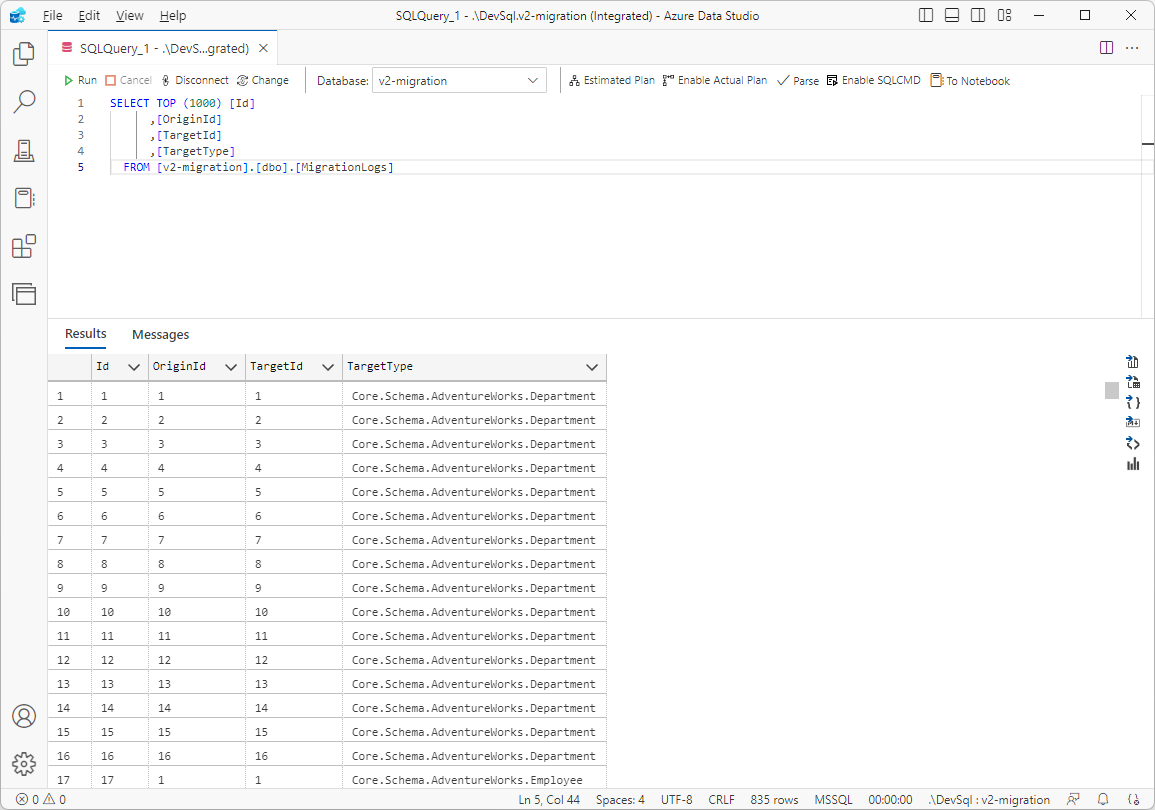 File Edit View Help SQLQuery_1 - .\DevSql.v2-migration (Integrated) - Azure Data Studio
SQLQuery_1 - .\DevS...grated)
Run Cancel Disconnect Change Database: v2-migration Estimated Plan Enable Actual Plan Parse Enable SQLCMD To Notebook
1 SELECT TOP (1000) [Id]
2 ,[OriginId]
3 ,[TargetId]
4 ,[TargetType]
5 FROM [v2-migration].[dbo].[MigrationLogs]
Results Messages
Id OriginId TargetId TargetType
1 1 1 1 Core.Schema.AdventureWorks.Department
2 2 2 2 Core.Schema.AdventureWorks.Department
3 3 3 3 Core.Schema.AdventureWorks.Department
4 4 4 4 Core.Schema.AdventureWorks.Department
5 5 5 5 Core.Schema.AdventureWorks.Department
6 6 6 6 Core.Schema.AdventureWorks.Department
7 7 7 7 Core.Schema.AdventureWorks.Department
8 8 8 8 Core.Schema.AdventureWorks.Department
9 9 9 9 Core.Schema.AdventureWorks.Department
10 10 10 10 Core.Schema.AdventureWorks.Department
11 11 11 11 Core.Schema.AdventureWorks.Department
12 12 12 12 Core.Schema.AdventureWorks.Department
13 13 13 13 Core.Schema.AdventureWorks.Department
14 14 14 14 Core.Schema.AdventureWorks.Department
15 15 15 15 Core.Schema.AdventureWorks.Department
16 16 16 16 Core.Schema.AdventureWorks.Department
17 17 1 1 Core.Schema.AdventureWorks.Employee
0 0 Ln 5, Col 44 Spaces: 4 UTF-8 CRLF 835 rows MSSQL 00:00:00 .\DevSql : v2-migration